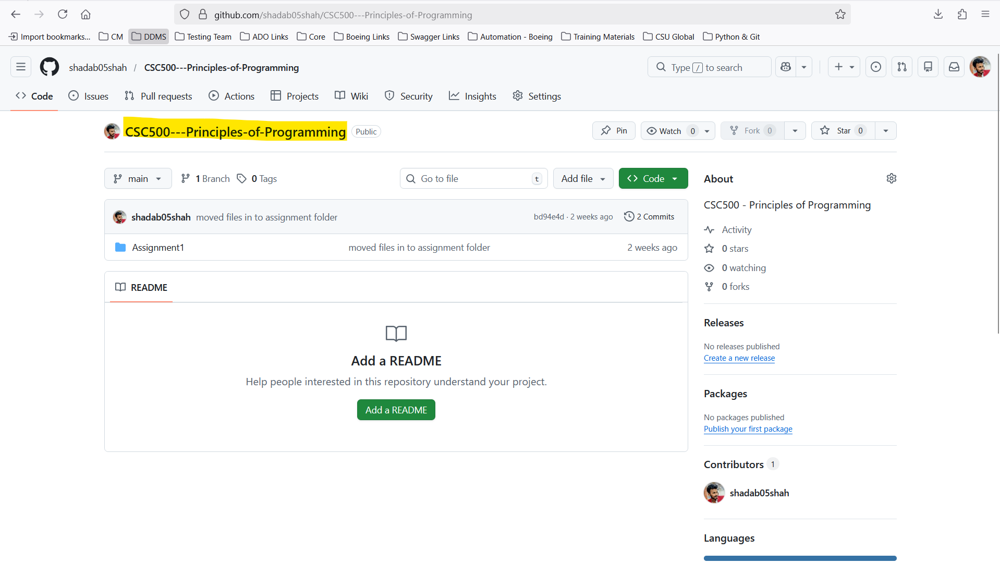 github.com/shadab05shah/CSC500---Principles-of-Programming
Import bookmarks... CM DDMS Testing Team ADO Links Core Boeing Links Swagger Links Automation - Boeing Training Materials CSU Global Python & Git
shadab05shah / CSC500---Principles-of-Programming Type / to search
Code Issues Pull requests Actions Projects Wiki Security Insights Settings
CSC500---Principles-of-Programming Public Pin Watch 0 Fork 0 Star 0
main 1 Branch 0 Tags Go to file t Add file Code
shadab05shah moved files in to assignment folder bd94e4d · 2 weeks ago 2 Commits
Assignment1 moved files in to assignment folder 2 weeks ago
README
Add a README
Help people interested in this repository understand your project.
Add a README
About
CSC500 - Principles of Programming
Activity
0 stars
0 watching
0 forks
Releases
No releases published
Create a new release
Packages
No packages published
Publish your first package
Contributors 1
shadab05shah
Languages